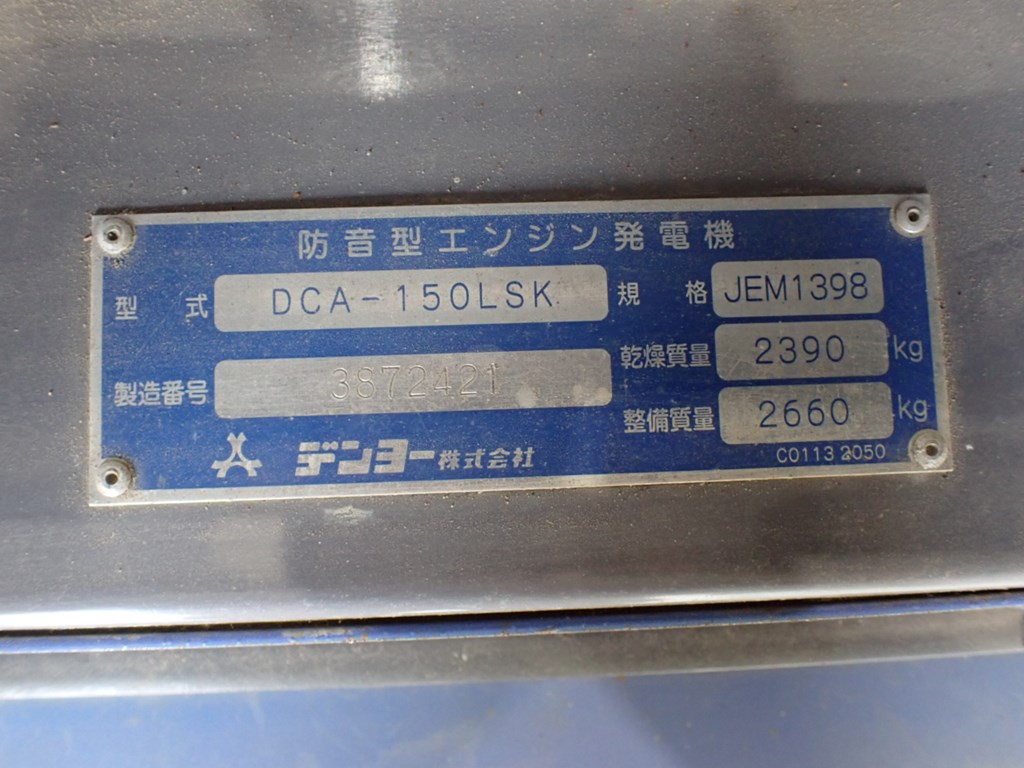 防音型エンジン発電機
型式 DCA-150LSK 規格 JEM1398
乾燥質量 2390 kg
製造番号 3872421
整備質量 2660 kg
デンヨー株式会社
C01132050